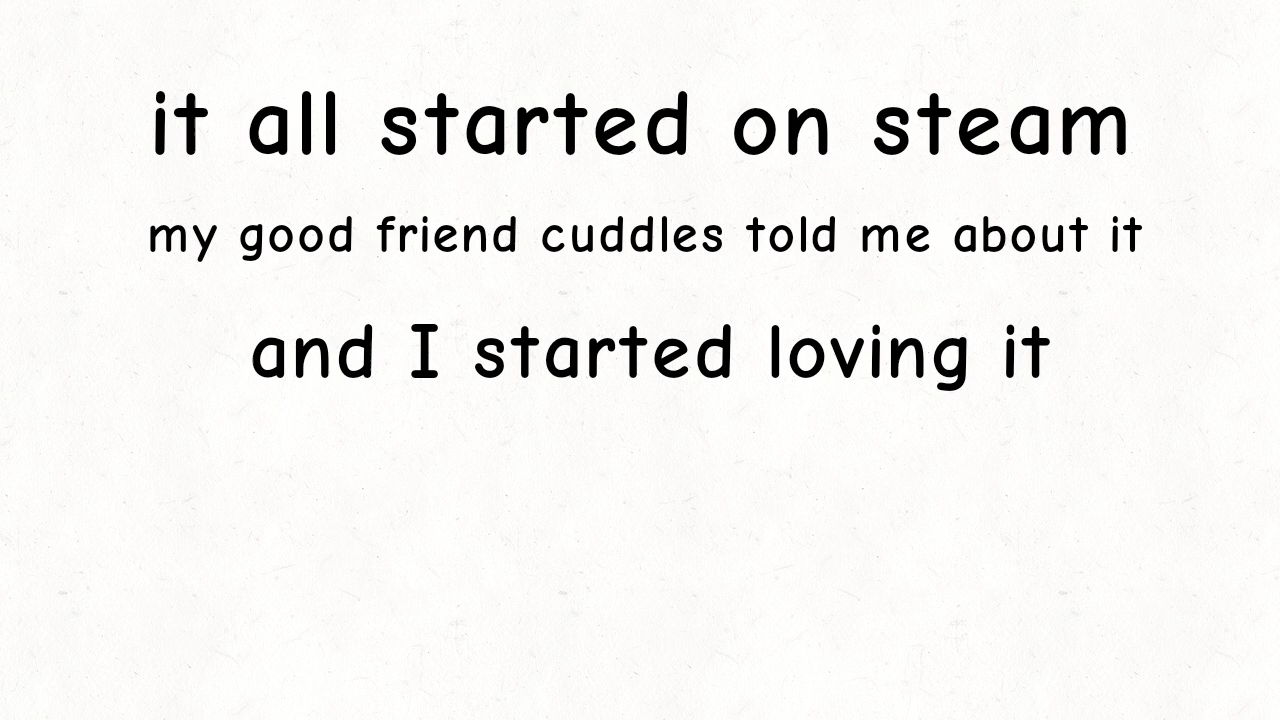 it all started on steam
my good friend cuddles told me about it
and I started loving it